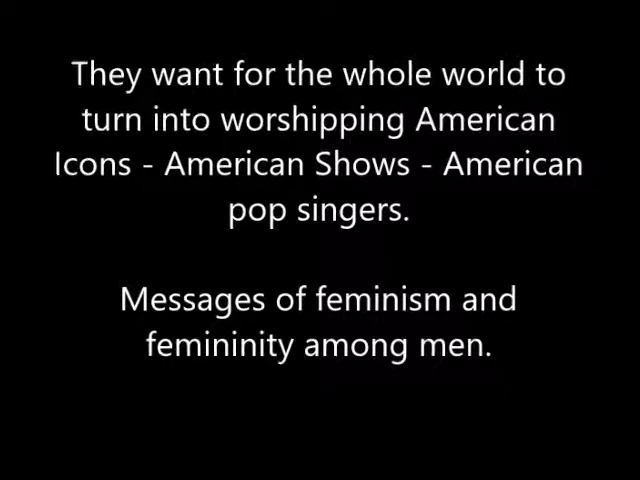 They want for the whole world to
turn into worshipping American
Icons - American Shows - American
pop singers.
Messages of feminism and
femininity among men.